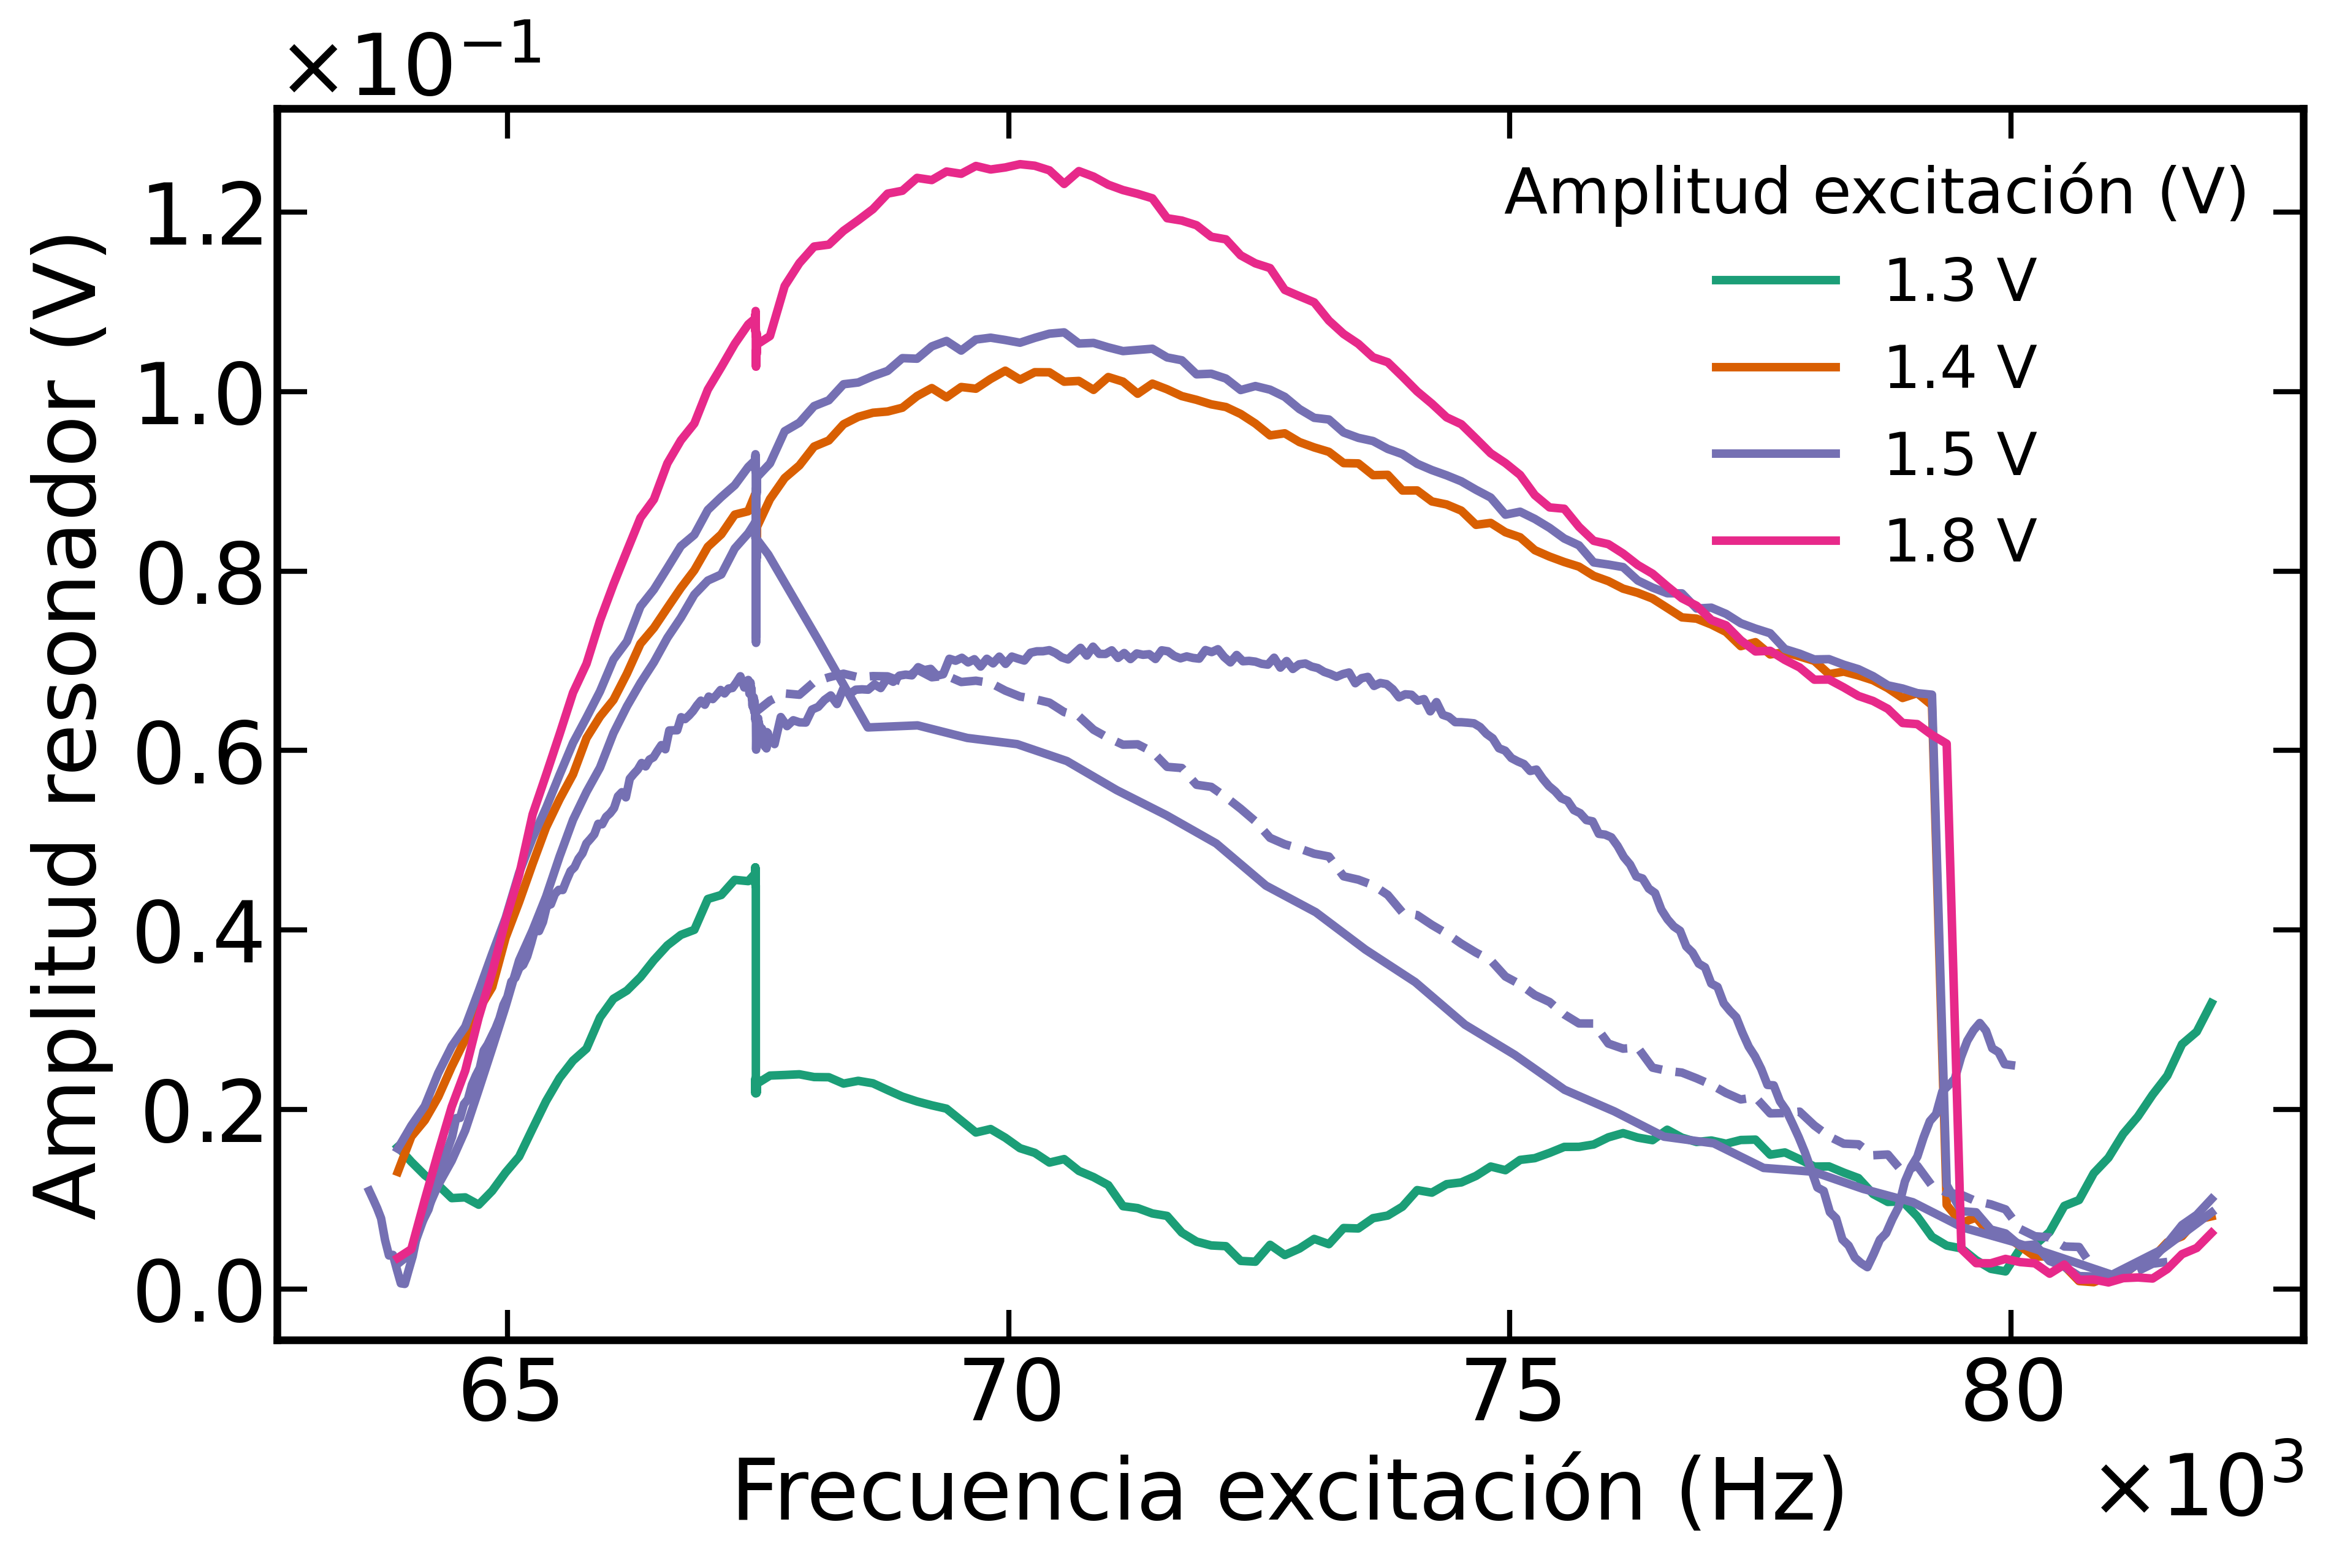 ×10⁻¹
Amplitud resonador (V)
1.2
1.0
0.8
0.6
0.4
0.2
0.0
Amplitud excitación (V)
1.3 V
1.4 V
1.5 V
1.8 V
65 70 75 80
Frecuencia excitación (Hz)
×10³